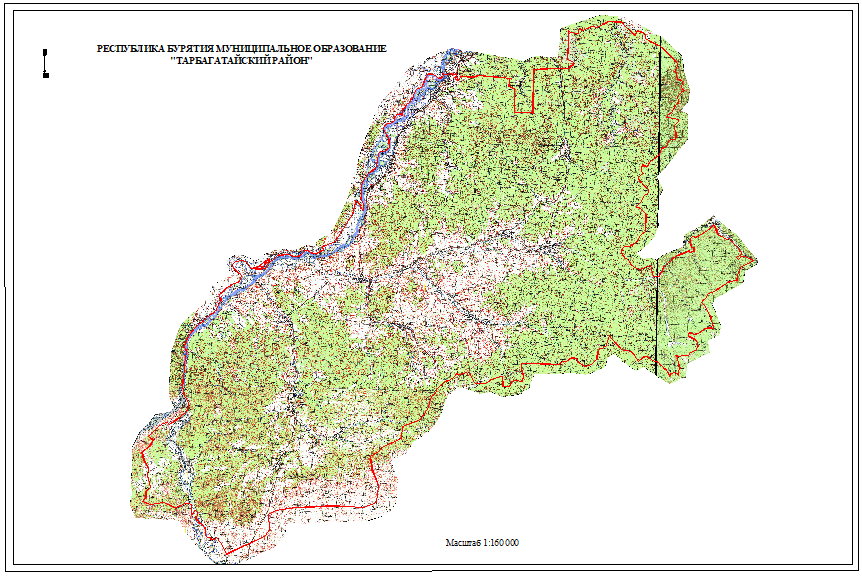 РЕСПУБЛИКА БУРЯТИЯ МУНИЦИПАЛЬНОЕ ОБРАЗОВАНИЕ
"ТАРБАГАТАЙСКИЙ РАЙОН"
Масштаб 1:160 000